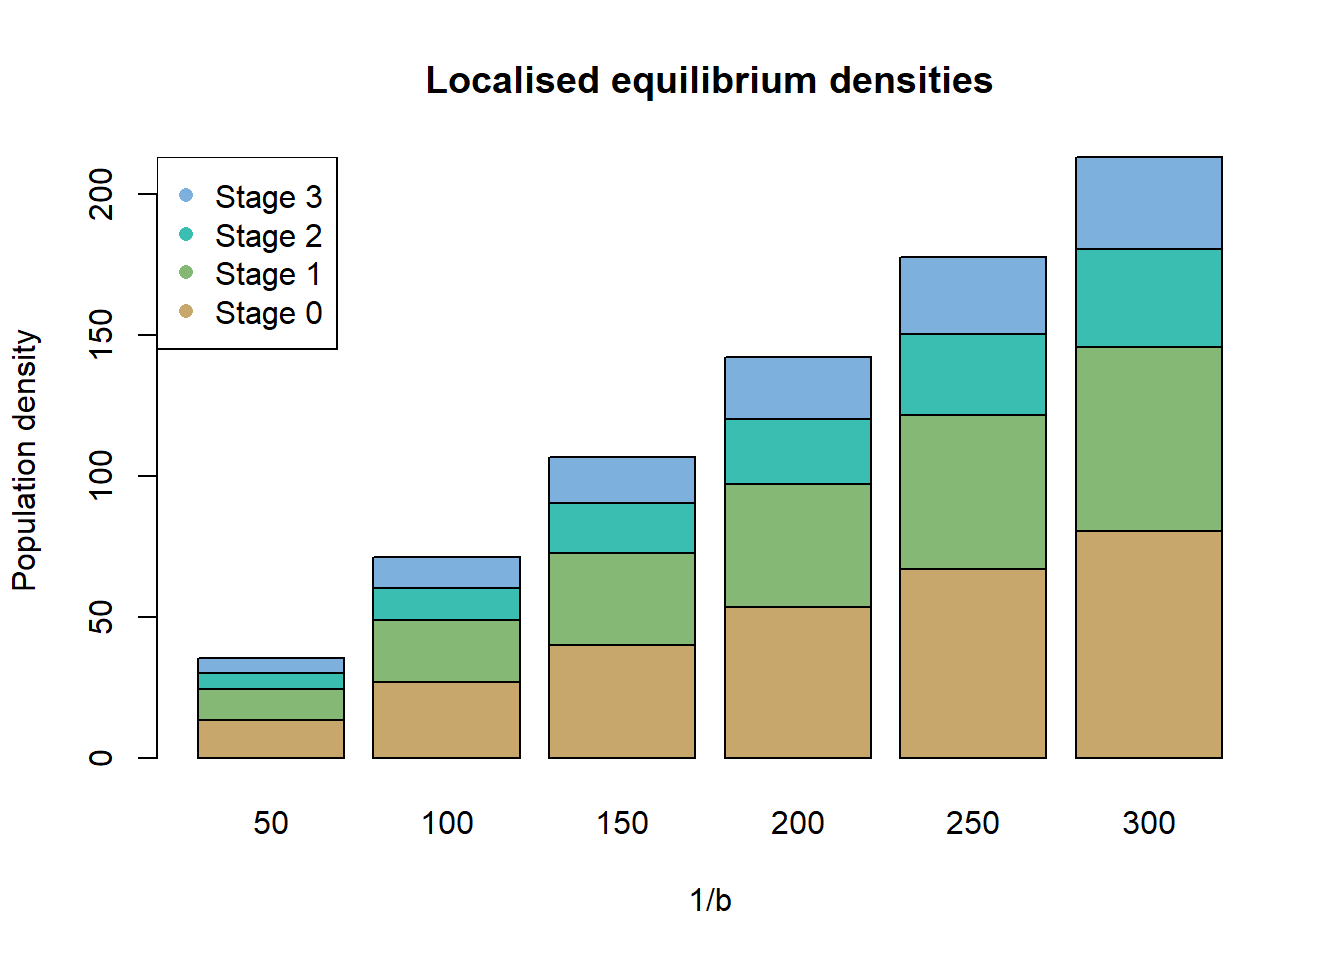 Localised equilibrium densities
Stage 3
Stage 2
Stage 1
Stage 0
Population density
200
150
100
50
0
50 100 150 200 250 300
1/b